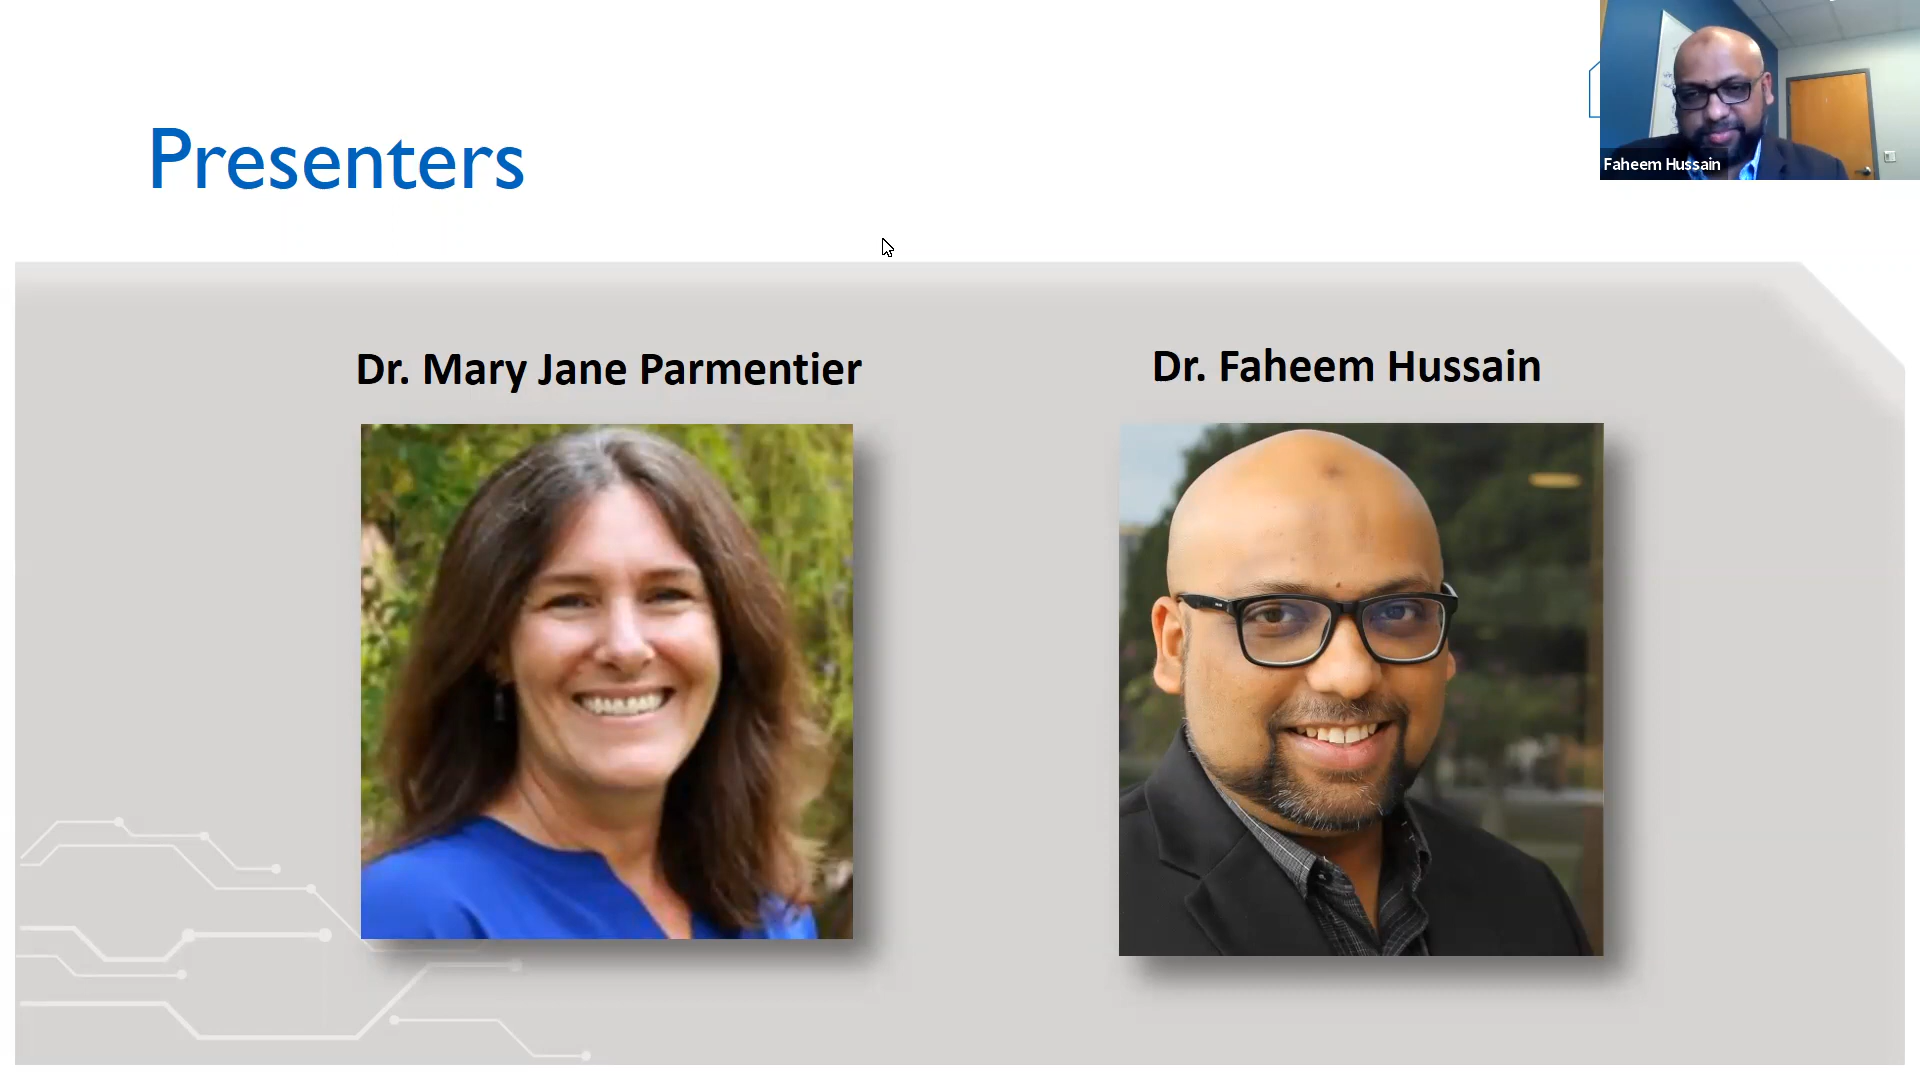 Presenters
Faheem Hussain
Dr. Mary Jane Parmentier
Dr. Faheem Hussain